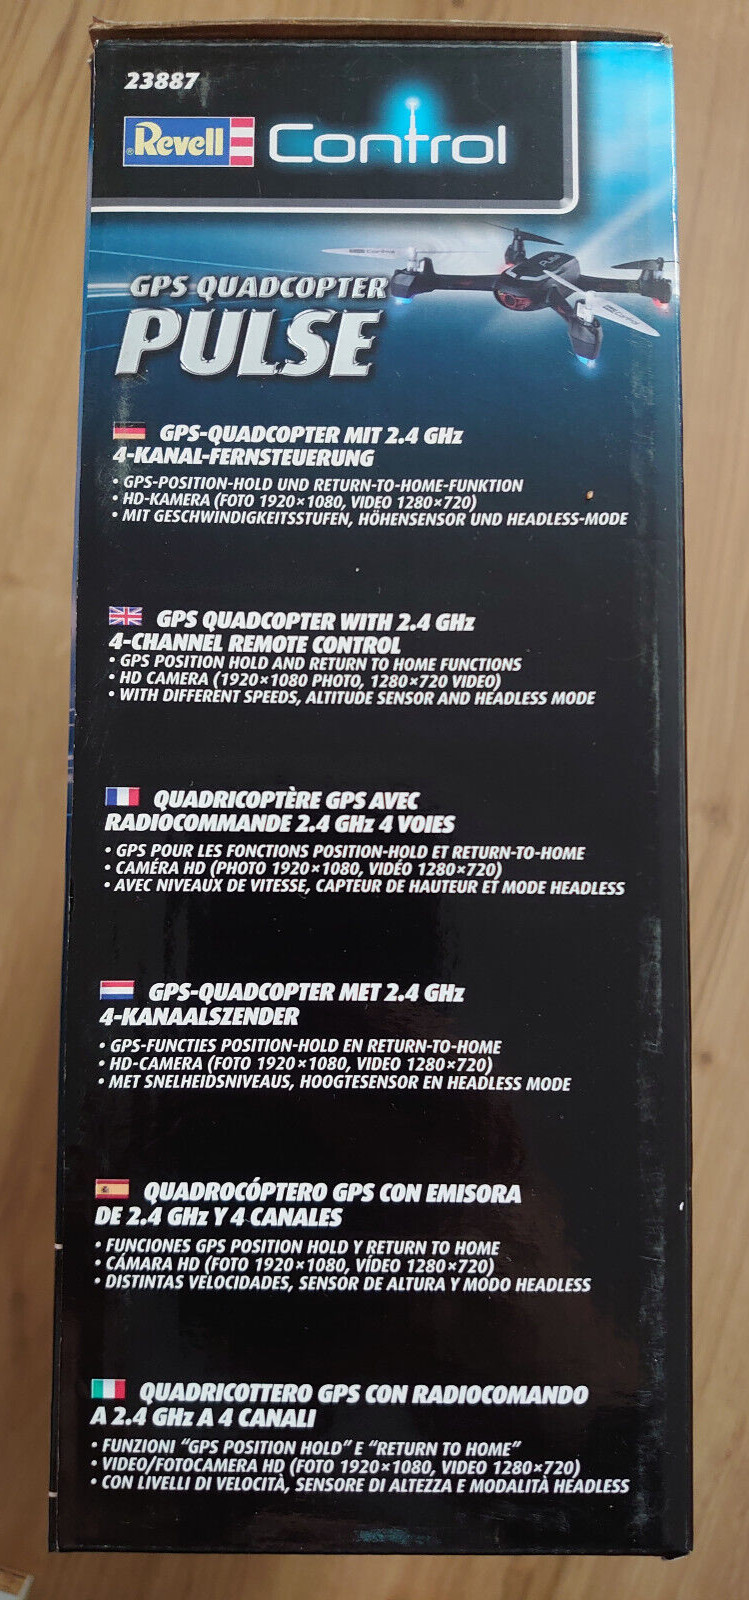 23887
Revell Control
GPS QUADCOPTER
PULSE
GPS-QUADCOPTER MIT 2.4 GHz
4-KANAL-FERNSTEUERUNG
• GPS-POSITION-HOLD UND RETURN-TO-HOME-FUNKTION
• HD-KAMERA (FOTO 1920×1080, VIDEO 1280×720)
• MIT GESCHWINDIGKEITSSTUFEN, HÖHENSENSOR UND HEADLESS-MODE
GPS QUADCOPTER WITH 2.4 GHz
4-CHANNEL REMOTE CONTROL
• GPS POSITION HOLD AND RETURN TO HOME FUNCTIONS
• HD CAMERA (1920×1080 PHOTO, 1280×720 VIDEO)
• WITH DIFFERENT SPEEDS, ALTITUDE SENSOR AND HEADLESS MODE
QUADRICOPTÈRE GPS AVEC
RADIOCOMMANDE 2.4 GHz 4 VOIES
• GPS POUR LES FONCTIONS POSITION-HOLD ET RETURN-TO-HOME
• CAMÉRA HD (PHOTO 1920×1080, VIDÉO 1280×720)
• AVEC NIVEAUX DE VITESSE, CAPTEUR DE HAUTEUR ET MODE HEADLESS
GPS-QUADCOPTER MET 2.4 GHz
4-KANAALSZENDER
• GPS-FUNCTIES POSITION-HOLD EN RETURN-TO-HOME
• HD-CAMERA (FOTO 1920×1080, VIDEO 1280×720)
• MET SNELHEIDSNIVEAUS, HOOGTESENSOR EN HEADLESS MODE
QUADROCÓPTERO GPS CON EMISORA
DE 2.4 GHz Y 4 CANALES
• FUNCIONES GPS POSITION HOLD Y RETURN TO HOME
• CÁMARA HD (FOTO 1920×1080, VÍDEO 1280×720)
• DISTINTAS VELOCIDADES, SENSOR DE ALTURA Y MODO HEADLESS
QUADRICOTTERO GPS CON RADIOCOMANDO
A 2.4 GHz A 4 CANALI
• FUNZIONI "GPS POSITION HOLD" E "RETURN TO HOME"
• VIDEO/FOTOCAMERA HD (FOTO 1920×1080, VIDEO 1280×720)
• CON LIVELLI DI VELOCITÀ, SENSORE DI ALTEZZA E MODALITÀ HEADLESS